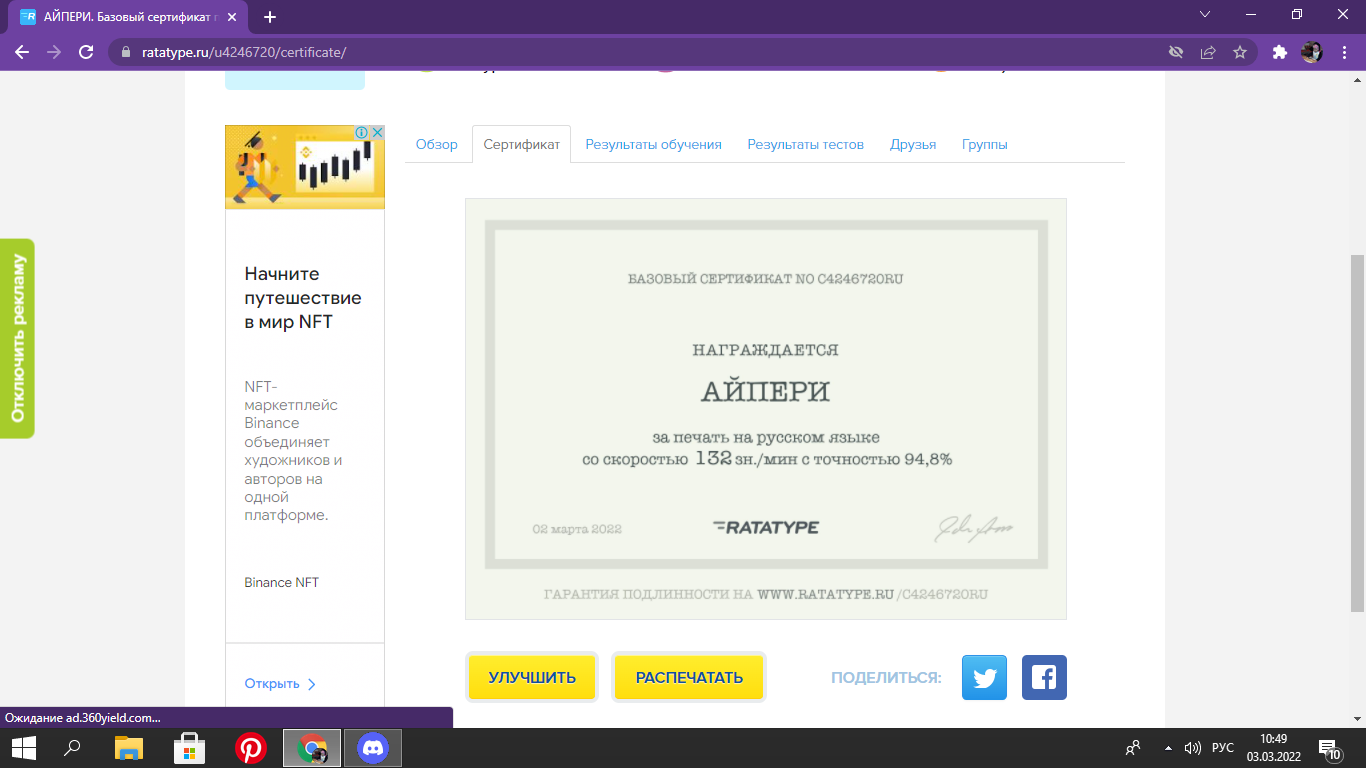 АЙПЕРИ. Базовый сертификат
ratatype.ru/u4246720/certificate/
Обзор
Сертификат
Результаты обучения
Результаты тестов
Друзья
Группы
Отключить рекламу
Начните
путешествие
в мир NFT
NFT-
маркетплейс
Binance
объединяет
художников и
авторов на
одной
платформе.
Binance NFT
Открыть
БАЗОВЫЙ СЕРТИФИКАТ NO C4246720RU
НАГРАЖДАЕТСЯ
АЙПЕРИ
за печать на русском языке
со скоростью 132 зн./мин с точностью 94,8%
02 марта 2022
RATATYPE
ГАРАНТИЯ ПОДЛИННОСТИ НА WWW.RATATYPE.RU/C4246720RU
УЛУЧШИТЬ
РАСПЕЧАТАТЬ
ПОДЕЛИТЬСЯ:
Ожидание ad.360yield.com...
РУС
10:49
03.03.2022
10